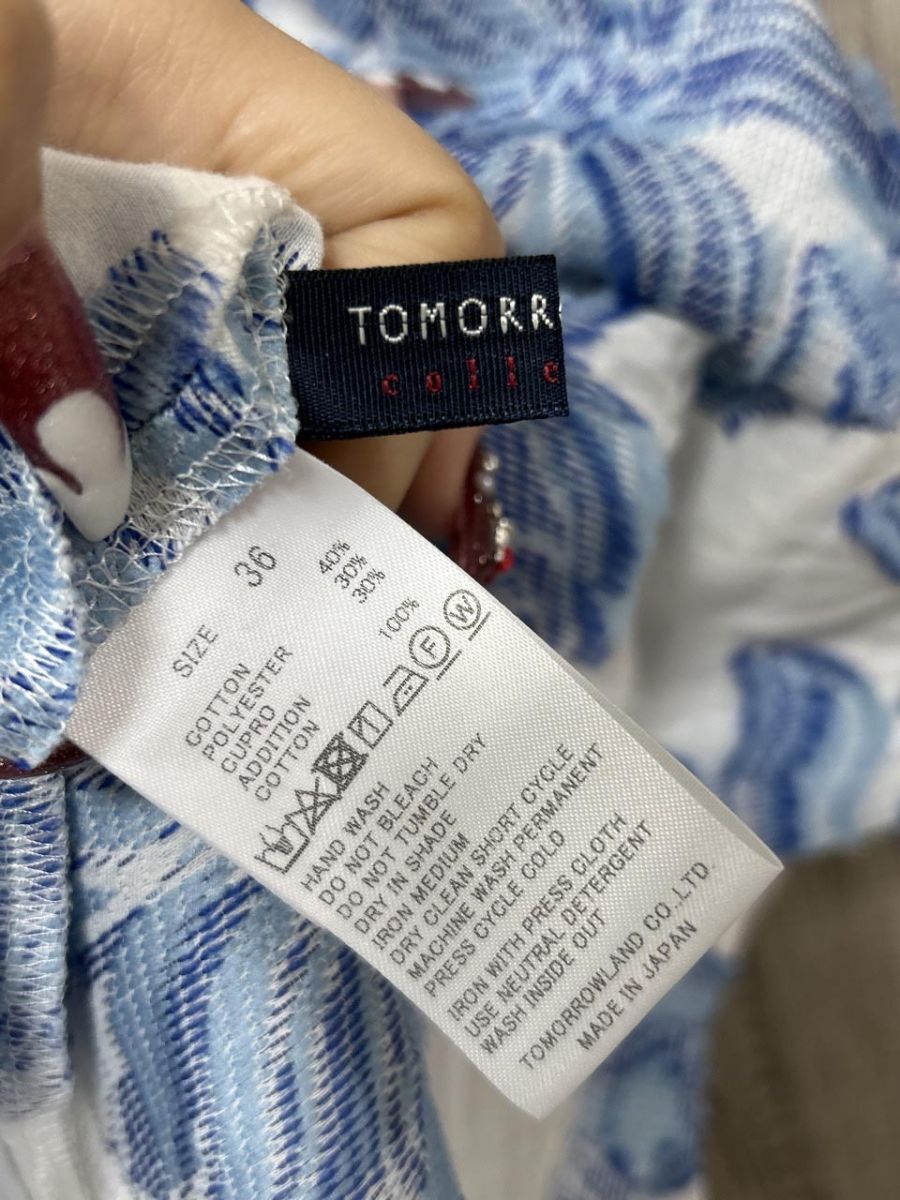 TOMORR
colle
SIZE 36
COTTON 40%
POLYESTER 30%
CUPRO 30%
ADDITION
COTTON 100%
F W
HAND WASH
DO NOT BLEACH
DO NOT TUMBLE DRY
DRY IN SHADE
IRON MEDIUM
DRY CLEAN SHORT CYCLE
MACHINE WASH PERMANENT
PRESS CYCLE COLD
IRON WITH PRESS CLOTH
USE NEUTRAL DETERGENT
WASH INSIDE OUT
TOMORROWLAND CO.,LTD.
MADE IN JAPAN